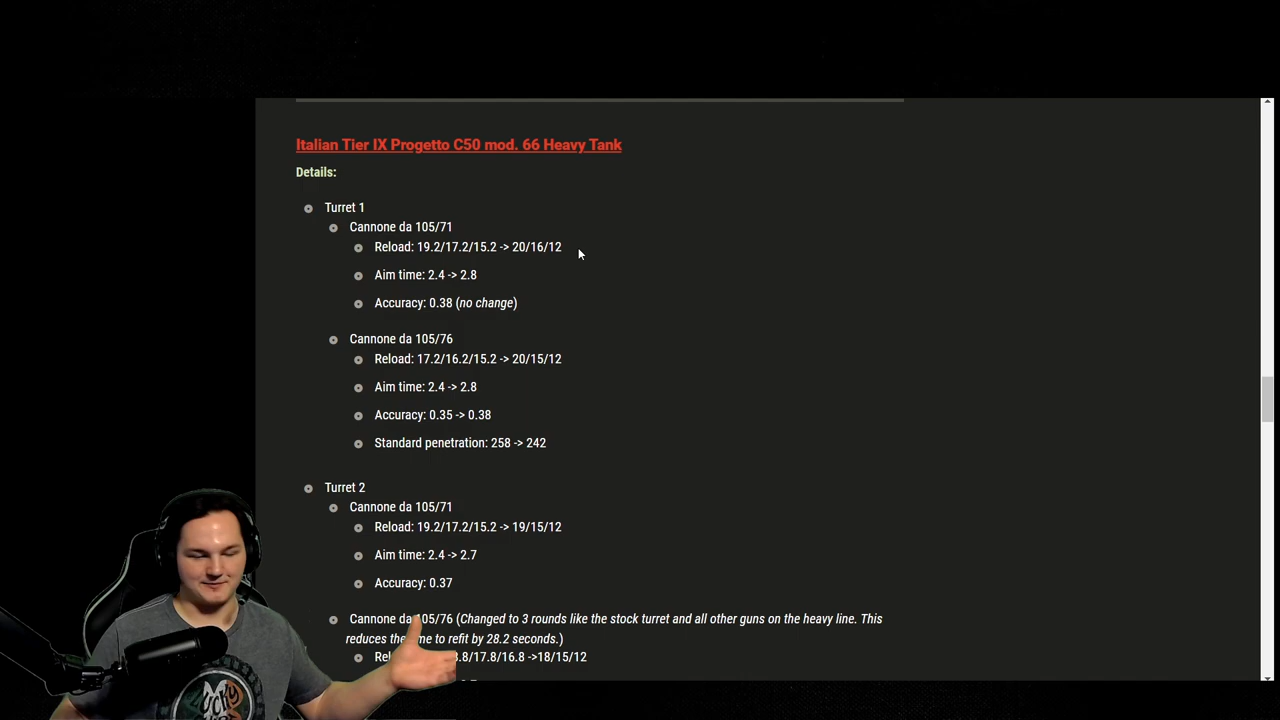 Italian Tier IX Progetto C50 mod. 66 Heavy Tank
Details:
Turret 1
Cannone da 105/71
Reload: 19.2/17.2/15.2 -> 20/16/12
Aim time: 2.4 -> 2.8
Accuracy: 0.38 (no change)
Cannone da 105/76
Reload: 17.2/16.2/15.2 -> 20/15/12
Aim time: 2.4 -> 2.8
Accuracy: 0.35 -> 0.38
Standard penetration: 258 -> 242
Turret 2
Cannone da 105/71
Reload: 19.2/17.2/15.2 -> 19/15/12
Aim time: 2.4 -> 2.7
Accuracy: 0.37
Cannone da 105/76 (Changed to 3 rounds like the stock turret and all other guns on the heavy line. This
reduces the to refit by 28.2 seconds.)
.8/17.8/16.8 ->18/15/12